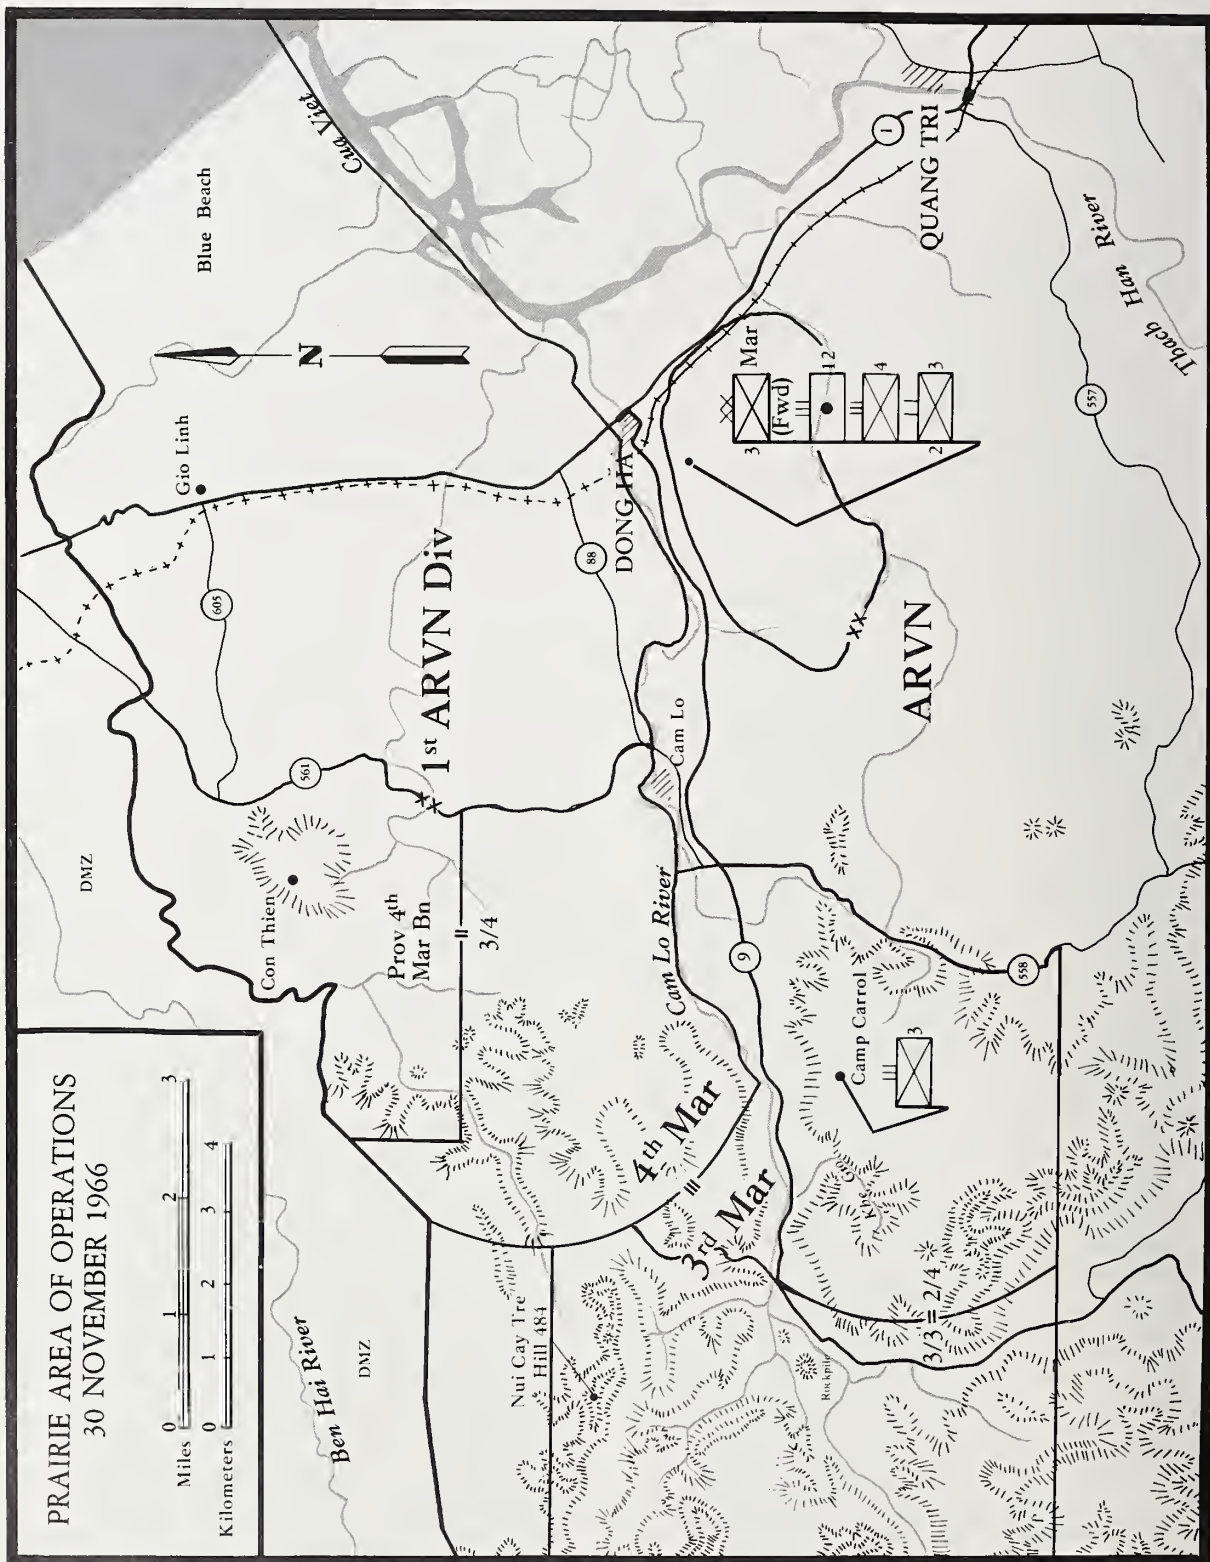 PRAIRIE AREA OF OPERATIONS
30 NOVEMBER 1966
Miles 0 1 2 3
Kilometers 0 1 2 3 4
Ben Hai River
DMZ
DMZ
Con Thien
Prov 4th
Mar Bn
3/4
Nui Cay Tre
Hill 484
4th Mar
3rd Mar
3/3 = 2/4
Rockpile
Cam Lo River
9
Camp Carrol
3
558
561
605
Gio Linh
Blue Beach
N
1st ARVN Div
88
Cam Lo
DONG HA
Cua Viet
3 Mar
(Fwd)
12
4
2 3
ARVN
XX
1
QUANG TRI
557
Thach Han River